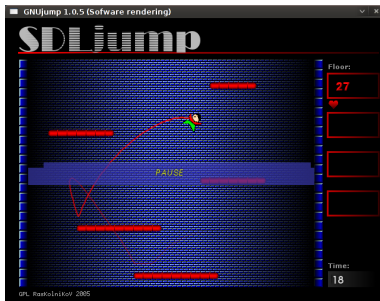 GNUjump 1.0.5 (Sofware rendering)
SDLjump
Floor:
27
PAUSE
Time:
18
GPL RasKolniKoV 2005